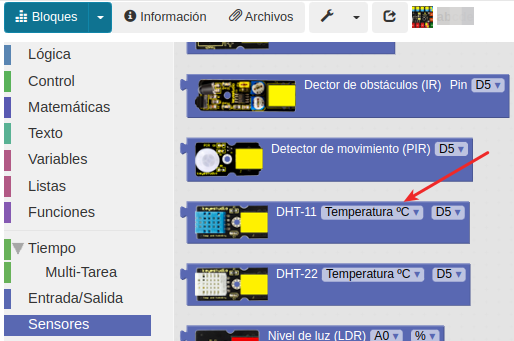 Bloques Información Archivos
Lógica
Control
Matemáticas
Texto
Variables
Listas
Funciones
Tiempo
Multi-Tarea
Entrada/Salida
Sensores
Dector de obstáculos (IR) Pin D5
Detector de movimiento (PIR) D5
DHT-11 Temperatura ºC D5
DHT-22 Temperatura ºC D5
Nivel de luz (LDR) A0 %